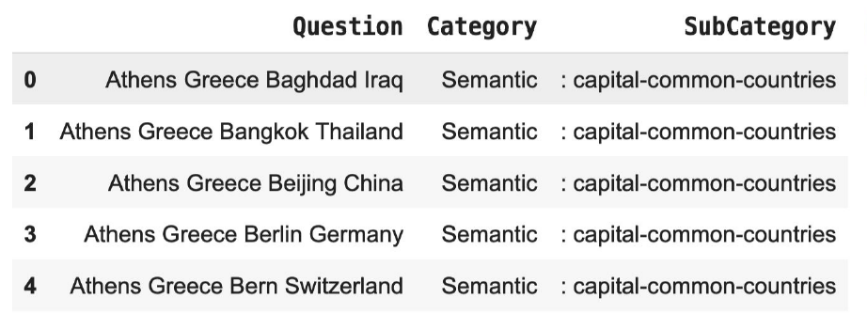 Question Category SubCategory
0 Athens Greece Baghdad Iraq Semantic : capital-common-countries
1 Athens Greece Bangkok Thailand Semantic : capital-common-countries
2 Athens Greece Beijing China Semantic : capital-common-countries
3 Athens Greece Berlin Germany Semantic : capital-common-countries
4 Athens Greece Bern Switzerland Semantic : capital-common-countries